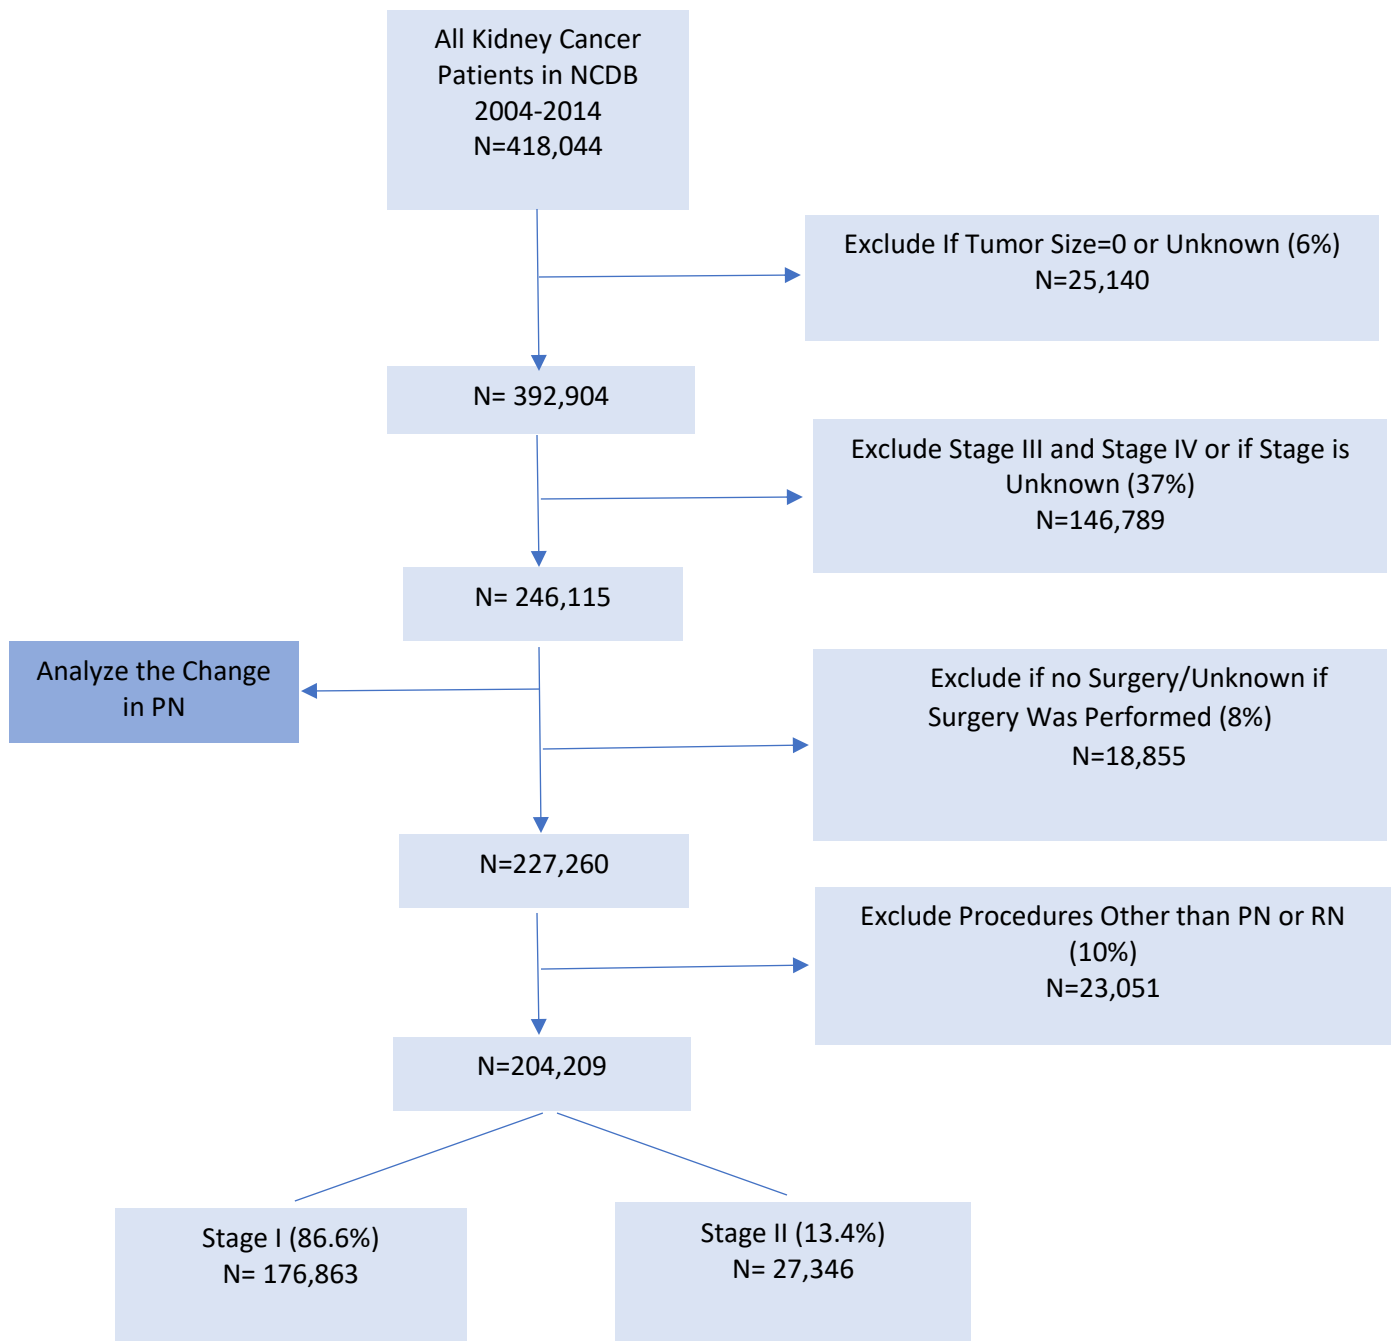 All Kidney Cancer
Patients in NCDB
2004-2014
N=418,044
Exclude If Tumor Size=0 or Unknown (6%)
N=25,140
N= 392,904
Exclude Stage III and Stage IV or if Stage is
Unknown (37%)
N=146,789
N= 246,115
Analyze the Change
in PN
Exclude if no Surgery/Unknown if
Surgery Was Performed (8%)
N=18,855
N=227,260
Exclude Procedures Other than PN or RN
(10%)
N=23,051
N=204,209
Stage I (86.6%)
N= 176,863
Stage II (13.4%)
N= 27,346